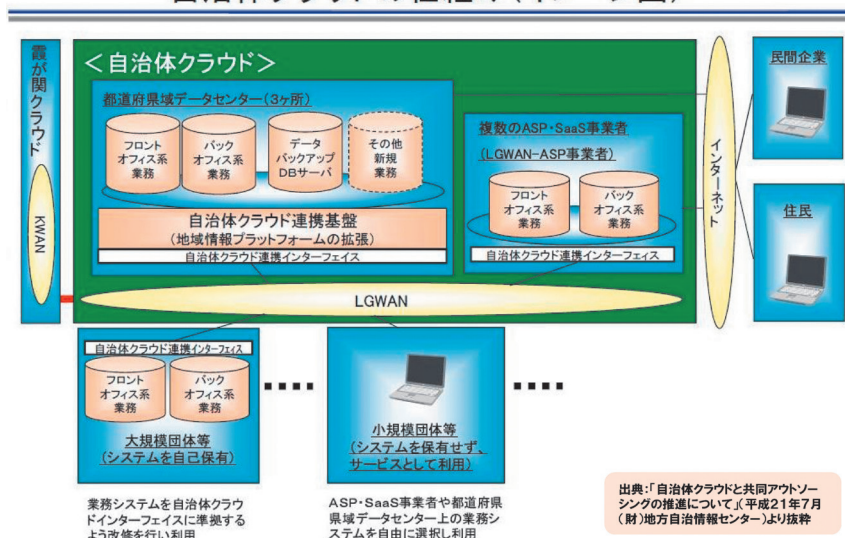 霞が関クラウド
KWAN
＜自治体クラウド＞
都道府県域データセンター(3ヶ所)
フロント
オフィス系
業務
バック
オフィス系
業務
データ
バックアップ
DBサーバ
その他
新規
業務
自治体クラウド連携基盤
(地域情報プラットフォームの拡張)
自治体クラウド連携インターフェイス
複数のASP・SaaS事業者
(LGWAN-ASP事業者)
フロント
オフィス系
業務
バック
オフィス系
業務
自治体クラウド連携インターフェイス
LGWAN
インターネット
民間企業
住民
自治体クラウド連携インターフェイス
フロント
オフィス系
業務
バック
オフィス系
業務
大規模団体等
(システムを自己保有)
小規模団体等
(システムを保有せず、
サービスとして利用)
業務システムを自治体クラウ
ドインターフェイスに準拠する
よう改修を行い利用
ASP・SaaS事業者や都道府県
県域データセンター上の業務シ
ステムを自由に選択し利用
出典:「自治体クラウドと共同アウトソー
シングの推進について」(平成21年7月
(財)地方自治情報センター)より抜粋